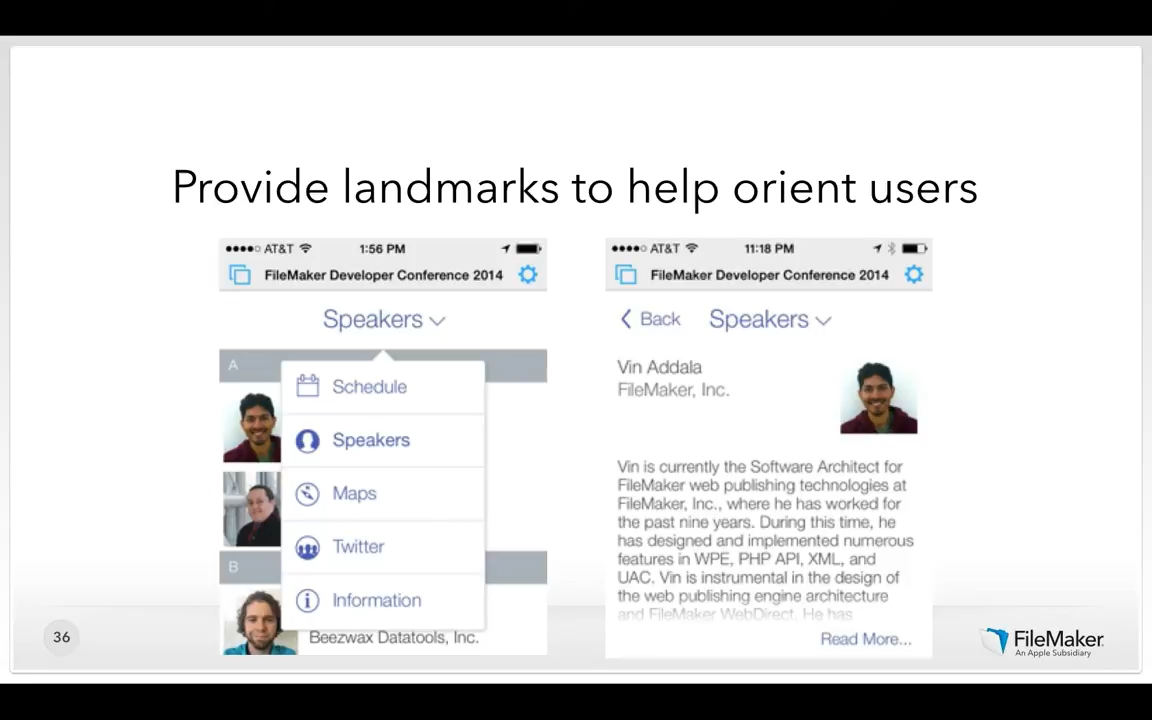 Provide landmarks to help orient users
AT&T 1:56 PM
FileMaker Developer Conference 2014
Speakers
A
Schedule
Speakers
Maps
Twitter
B
Information
Beezwax Datatools, Inc.
AT&T 11:18 PM
FileMaker Developer Conference 2014
Back Speakers
Vin Addala
FileMaker, Inc.
Vin is currently the Software Architect for
FileMaker web publishing technologies at
FileMaker, Inc., where he has worked for
the past nine years. During this time, he
has designed and implemented numerous
features in WPE, PHP API, XML, and
UAC. Vin is instrumental in the design of
the web publishing engine architecture
and FileMaker WebDirect. He has
Read More...
36
FileMaker
An Apple Subsidiary